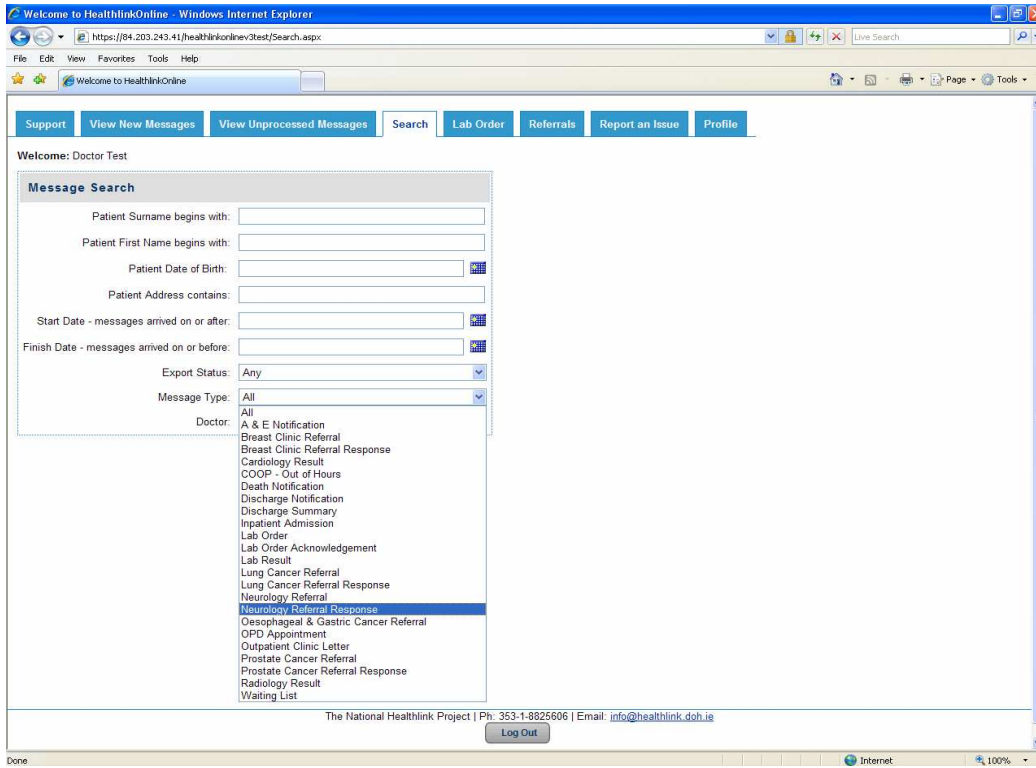 Welcome to HealthlinkOnline - Windows Internet Explorer
https://84.203.243.41/healthlinkonlinev3test/Search.aspx
Live Search
File Edit View Favorites Tools Help
Welcome to HealthlinkOnline
Page Tools
Support View New Messages View Unprocessed Messages Search Lab Order Referrals Report an Issue Profile
Welcome: Doctor Test
Message Search
Patient Surname begins with:
Patient First Name begins with:
Patient Date of Birth:
Patient Address contains:
Start Date - messages arrived on or after:
Finish Date - messages arrived on or before:
Export Status: Any
Message Type: All
Doctor:
All
A & E Notification
Breast Clinic Referral
Breast Clinic Referral Response
Cardiology Result
COOP - Out of Hours
Death Notification
Discharge Notification
Discharge Summary
Inpatient Admission
Lab Order
Lab Order Acknowledgement
Lab Result
Lung Cancer Referral
Lung Cancer Referral Response
Neurology Referral
Neurology Referral Response
Oesophageal & Gastric Cancer Referral
OPD Appointment
Outpatient Clinic Letter
Prostate Cancer Referral
Prostate Cancer Referral Response
Radiology Result
Waiting List
The National Healthlink Project | Ph: 353-1-8825606 | Email: info@healthlink.doh.ie
Log Out
Done Internet 100%